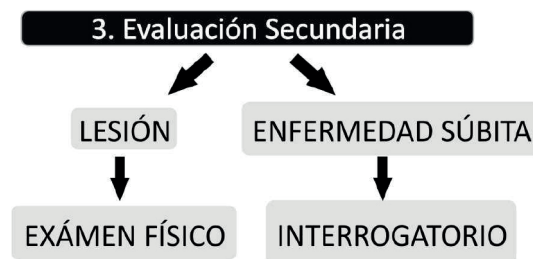 3. Evaluación Secundaria
LESIÓN
ENFERMEDAD SÚBITA
EXÁMEN FÍSICO
INTERROGATORIO